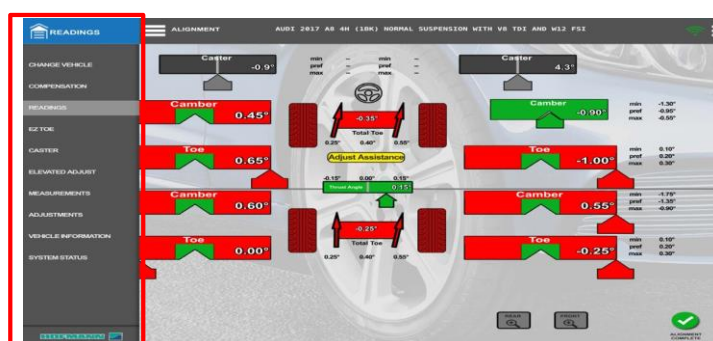 READINGS
ALIGNMENT
AUDI 2017 A8 4H (18K) NORMAL SUSPENSION WITH V8 TDI AND W12 FSI
CHANGE VEHICLE
COMPENSATION
READINGS
EZ TOE
CASTER
ELEVATED ADJUST
MEASUREMENTS
ADJUSTMENTS
VEHICLE INFORMATION
SYSTEM STATUS
HUNTER
Caster
-0.9°
min –
pref –
max –
Caster
4.3°
Camber
0.45°
-0.35°
Total Toe
0.25° 0.40° 0.55°
Camber
-0.90°
min -1.30°
pref -0.95°
max -0.55°
Toe
0.65°
Adjust Assistance
Toe
-1.00°
min 0.10°
pref 0.20°
max 0.30°
-0.15° 0.00° 0.15°
Thrust Angle 0.15°
Camber
0.60°
-0.25°
Total Toe
0.25° 0.40° 0.55°
Camber
0.55°
min -1.75°
pref -1.35°
max -0.90°
Toe
0.00°
Toe
-0.25°
min 0.10°
pref 0.20°
max 0.30°
REAR
FRONT
ALIGNMENT
COMPLETE